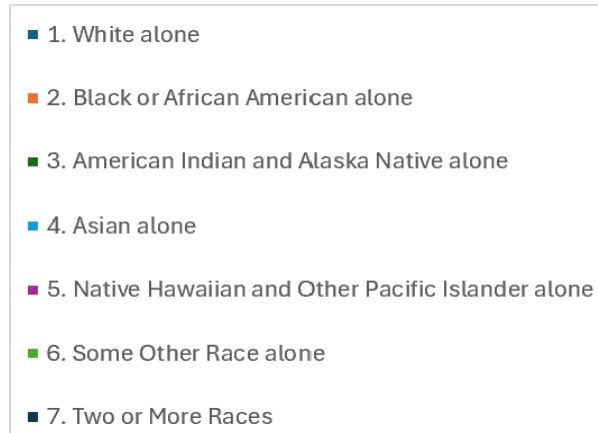 1. White alone
2. Black or African American alone
3. American Indian and Alaska Native alone
4. Asian alone
5. Native Hawaiian and Other Pacific Islander alone
6. Some Other Race alone
7. Two or More Races